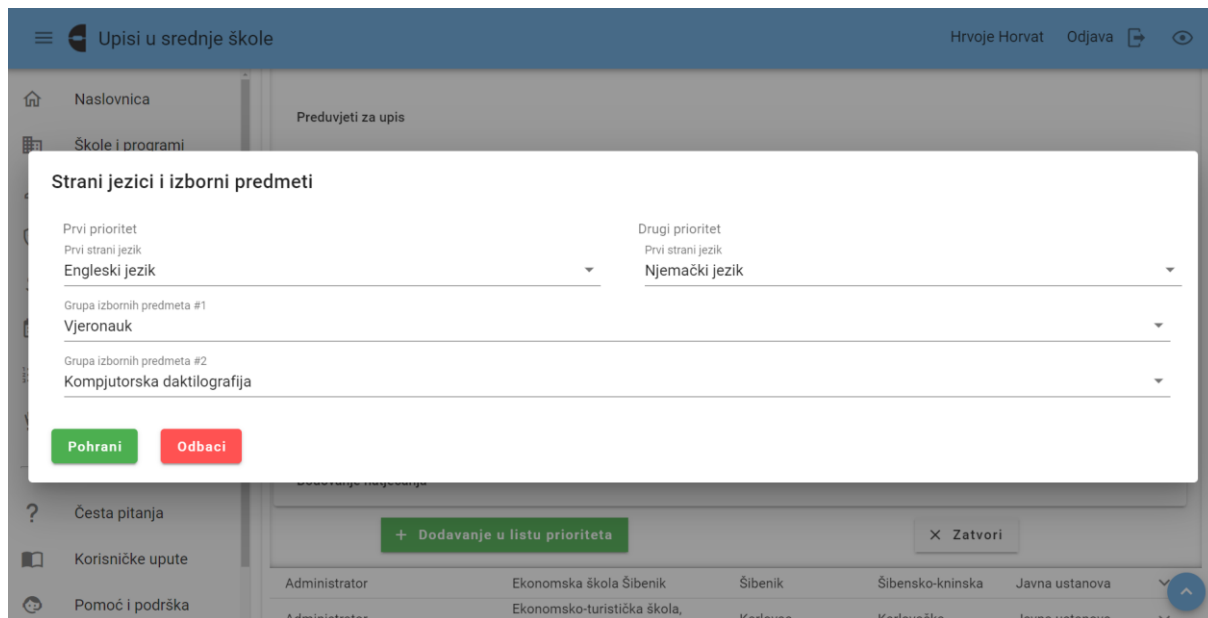 Upisi u srednje škole
Hrvoje Horvat Odjava
Naslovnica
Preduvjeti za upis
Škole i programi
Strani jezici i izborni predmeti
Prvi prioritet
Drugi prioritet
Prvi strani jezik
Prvi strani jezik
Engleski jezik
Njemački jezik
Grupa izbornih predmeta #1
Vjeronauk
Grupa izbornih predmeta #2
Kompjutorska daktilografija
Pohrani
Odbaci
Česta pitanja
+ Dodavanje u listu prioriteta
× Zatvori
Korisničke upute
Administrator Ekonomska škola Šibenik Šibenik Šibensko-kninska Javna ustanova
Pomoć i podrška
Ekonomsko-turistička škola,